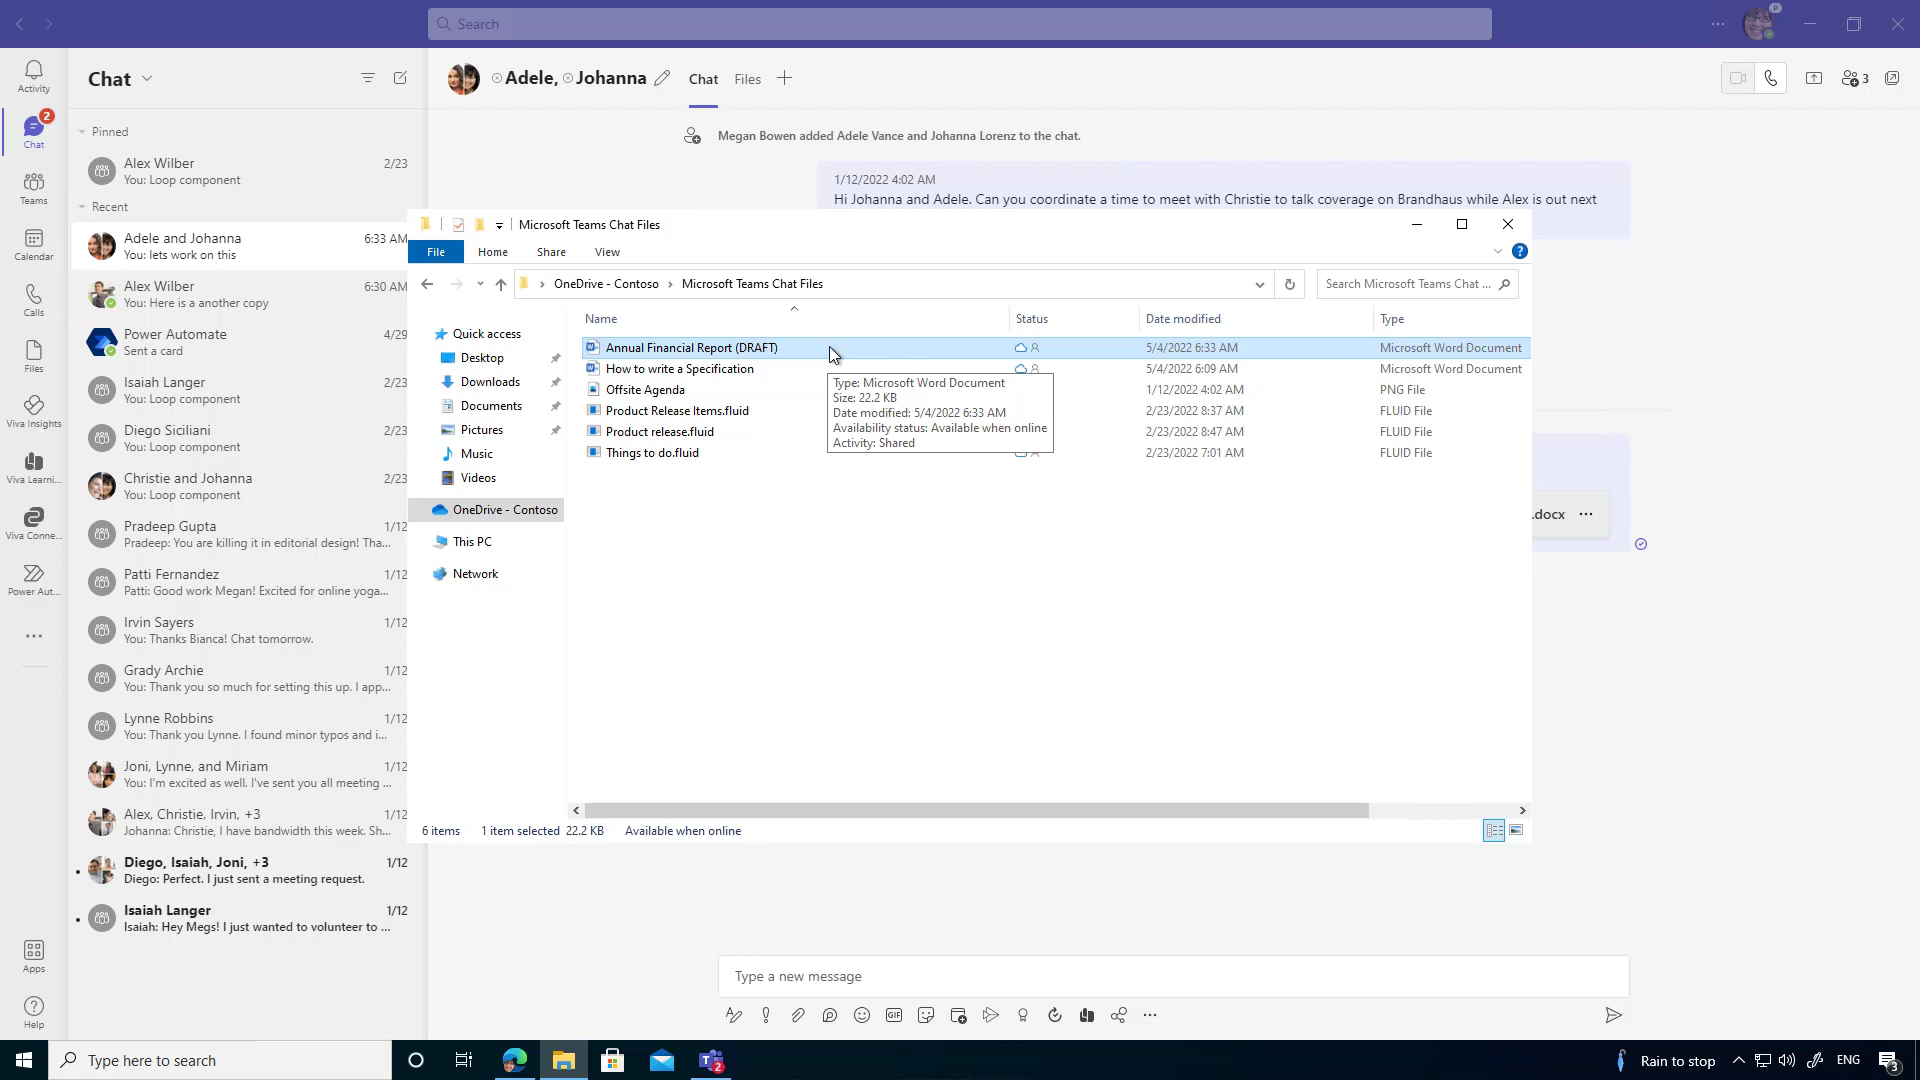 Search
P
Activity
2
Chat
Teams
Calendar
Calls
Files
Viva Insights
Viva Learni...
Viva Conne...
Power Aut...
Apps
Help
Chat
Pinned
Alex Wilber 2/23
You: Loop component
Recent
Adele and Johanna 6:33 AM
You: lets work on this
Alex Wilber 6:30 AM
You: Here is a another copy
Power Automate 4/29
Sent a card
Isaiah Langer 2/23
You: Loop component
Diego Siciliani 2/23
You: Loop component
Christie and Johanna 2/23
You: Loop component
Pradeep Gupta 1/12
Pradeep: You are killing it in editorial design! Tha...
Patti Fernandez 1/12
Patti: Good work Megan! Excited for online yoga...
Irvin Sayers 1/12
You: Thanks Bianca! Chat tomorrow.
Grady Archie 1/12
You: Thank you so much for setting this up. I app...
Lynne Robbins 1/12
You: Thank you Lynne. I found minor typos and i...
Joni, Lynne, and Miriam 1/12
You: I'm excited as well. I've sent you all meeting ...
Alex, Christie, Irvin, +3 1/12
Johanna: Christie, I have bandwidth this week. Sh...
Diego, Isaiah, Joni, +3 1/12
Diego: Perfect. I just sent a meeting request.
Isaiah Langer 1/12
Isaiah: Hey Megs! I just wanted to volunteer to ...
Adele, Johanna Chat Files 3
Megan Bowen added Adele Vance and Johanna Lorenz to the chat.
1/12/2022 4:02 AM
Hi Johanna and Adele. Can you coordinate a time to meet with Christie to talk coverage on Brandhaus while Alex is out next
Microsoft Teams Chat Files
File Home Share View
OneDrive - Contoso Microsoft Teams Chat Files Search Microsoft Teams Chat ...
Quick access
Desktop
Downloads
Documents
Pictures
Music
Videos
OneDrive - Contoso
This PC
Network
Name Status Date modified Type
Annual Financial Report (DRAFT) 5/4/2022 6:33 AM Microsoft Word Document
How to write a Specification 5/4/2022 6:09 AM Microsoft Word Document
Offsite Agenda 1/12/2022 4:02 AM PNG File
Product Release Items.fluid 2/23/2022 8:37 AM FLUID File
Product release.fluid 2/23/2022 8:47 AM FLUID File
Things to do.fluid 2/23/2022 7:01 AM FLUID File
Type: Microsoft Word Document
Size: 22.2 KB
Date modified: 5/4/2022 6:33 AM
Availability status: Available when online
Activity: Shared
6 items 1 item selected 22.2 KB Available when online
.docx
Type a new message
GIF
Type here to search
2
Rain to stop ENG 3